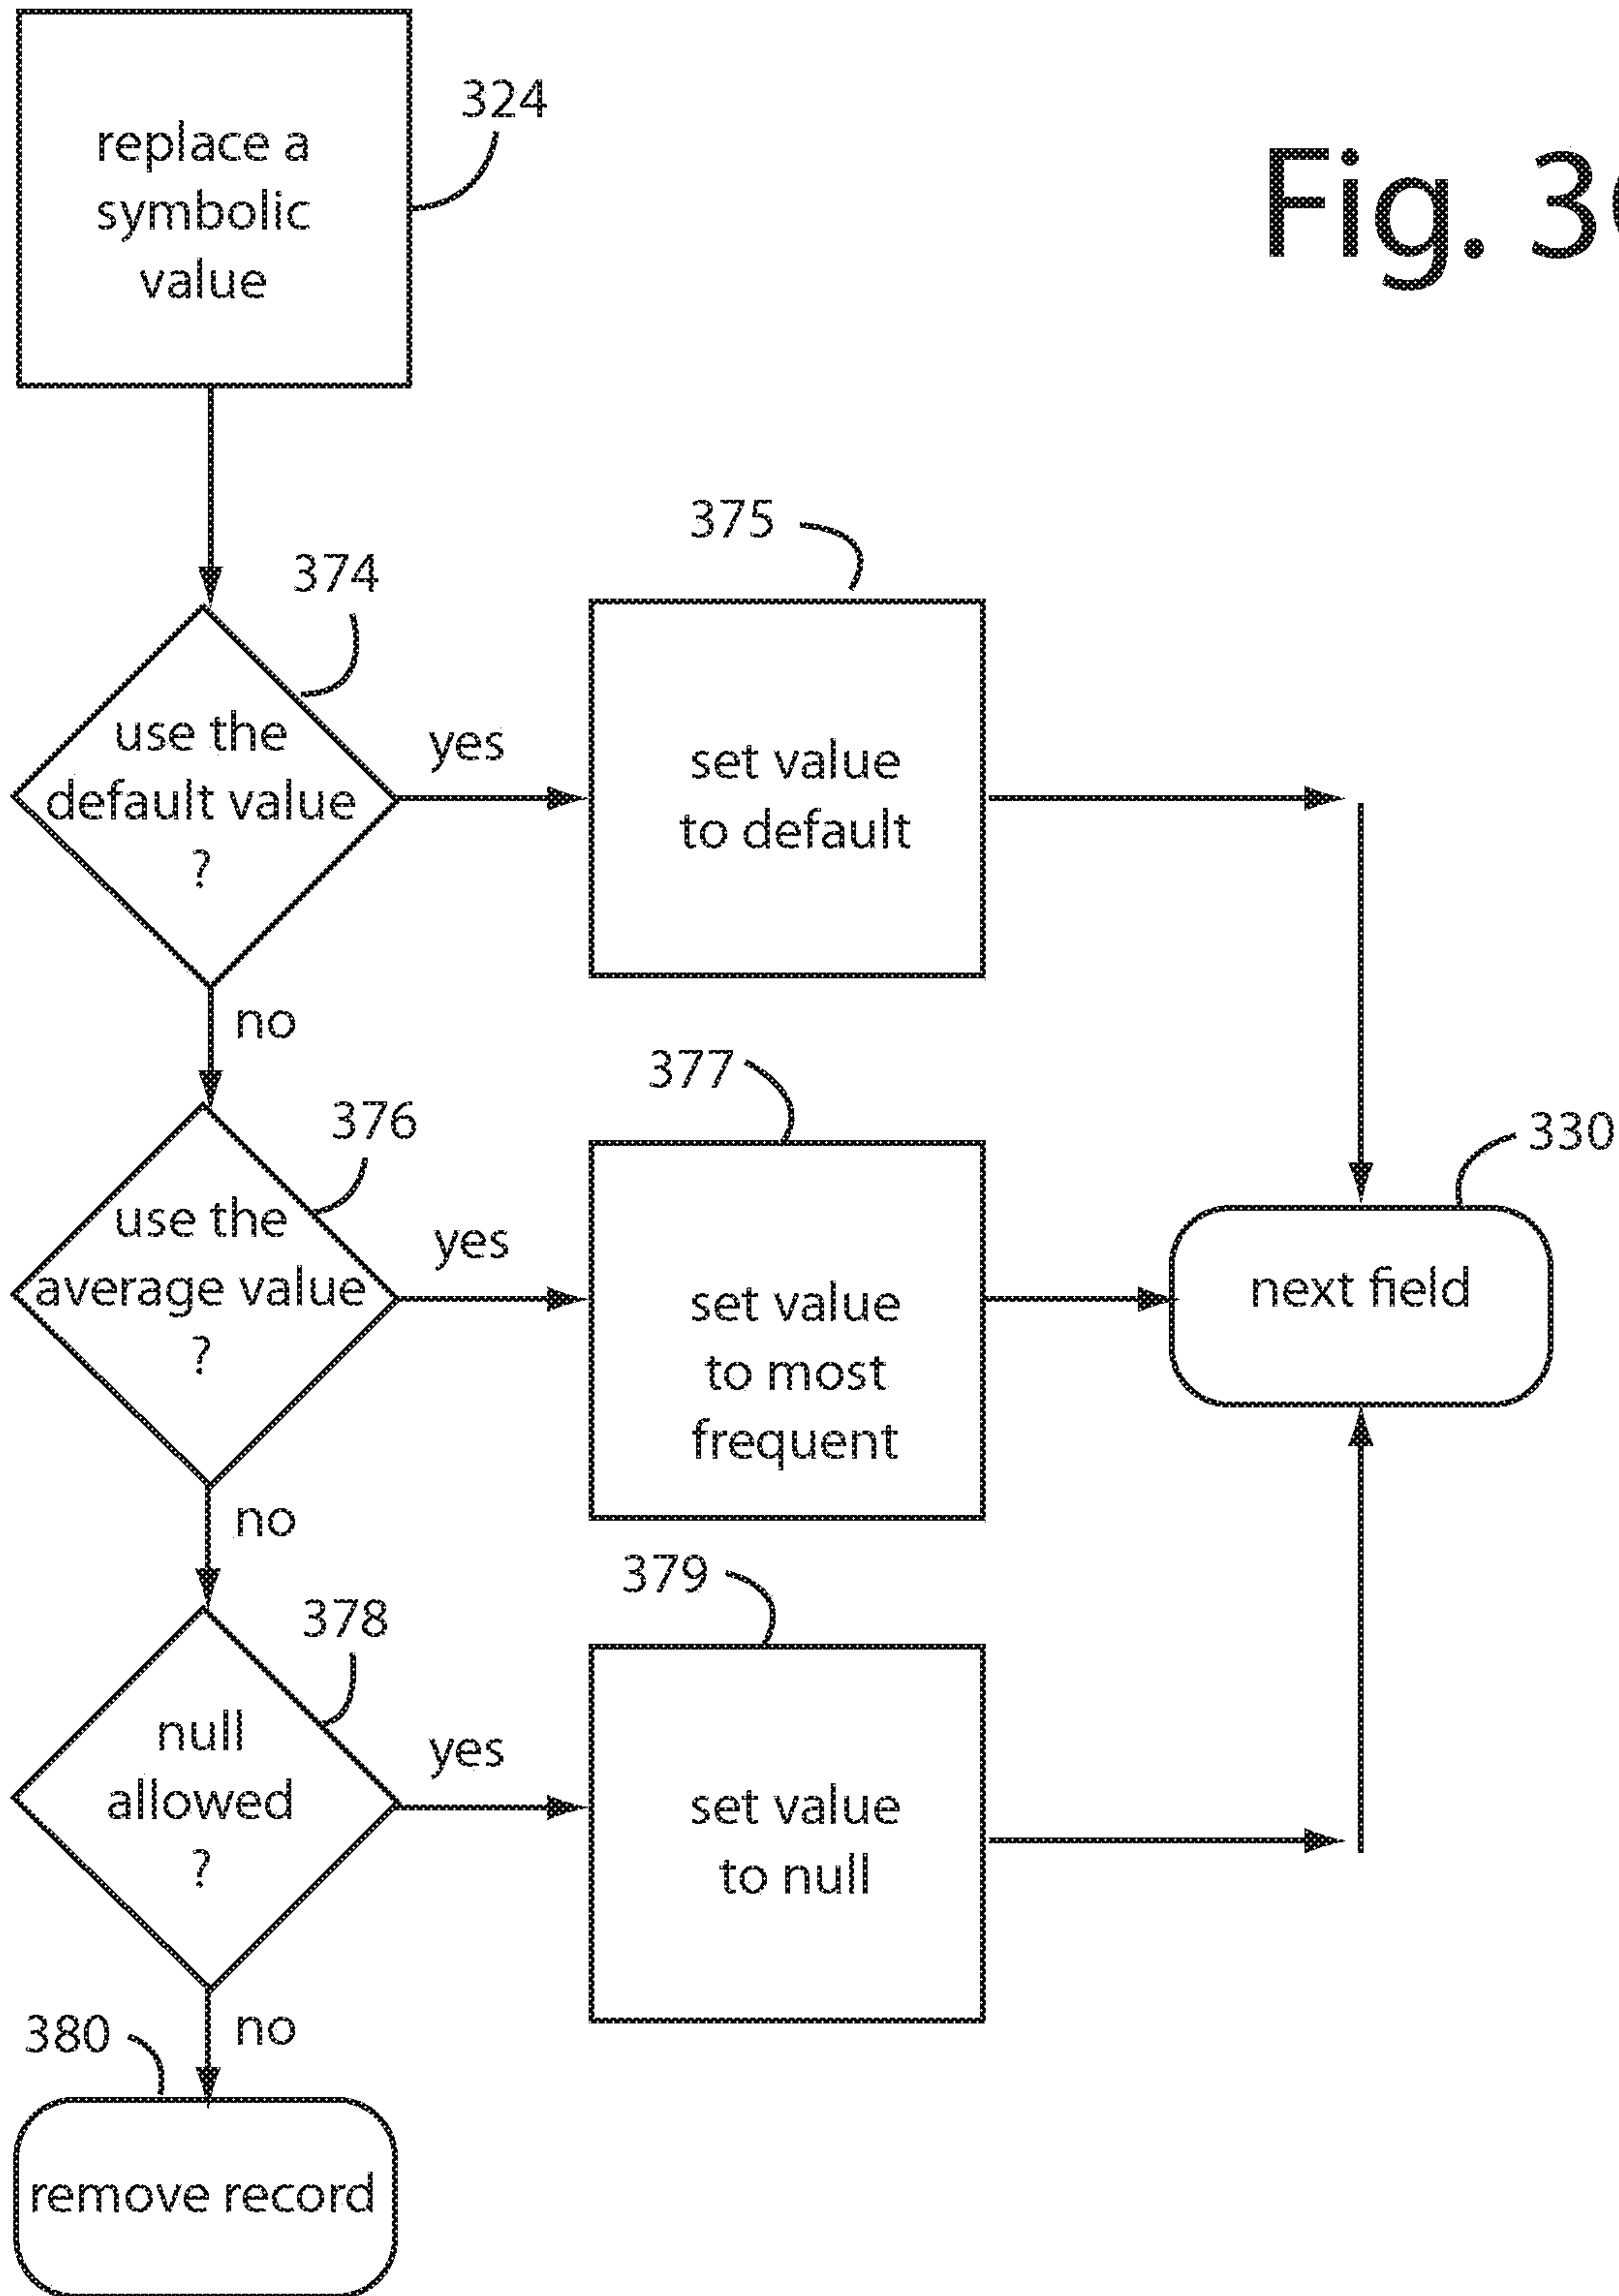 replace a
symbolic
value
324
Fig. 3
375
374
use the
default value
?
yes
set value
to default
no
377
376
use the
average value
?
yes
set value
to most
frequent
330
next field
no
379
378
null
allowed
?
yes
set value
to null
380
no
remove record